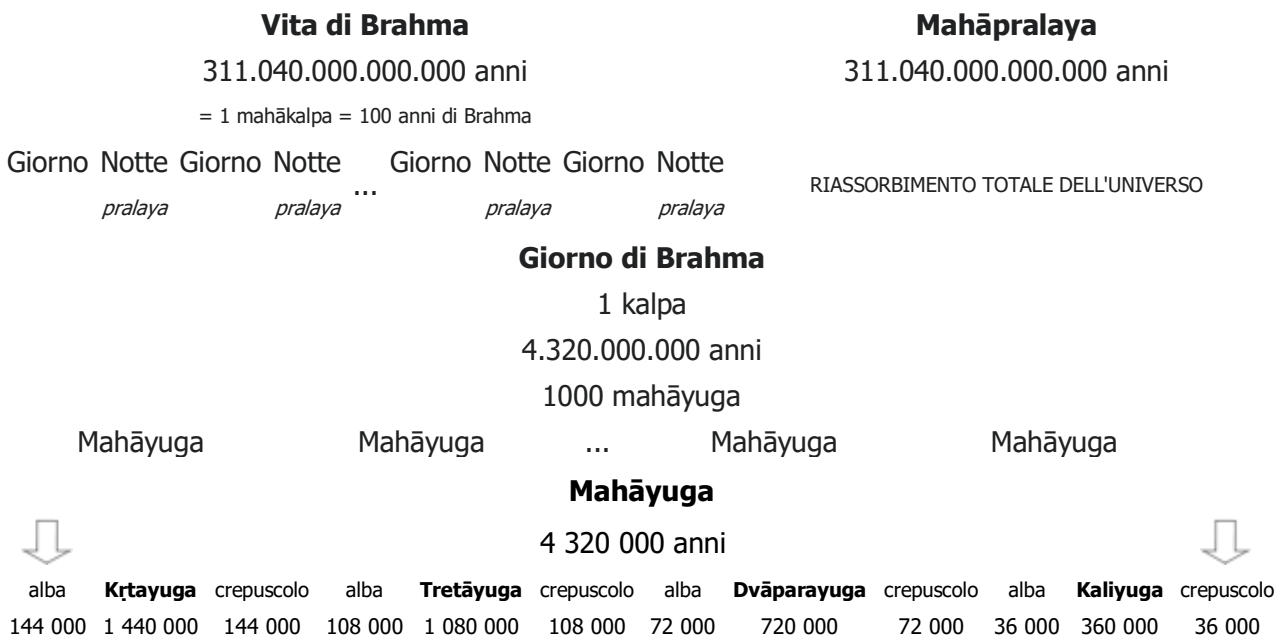 Vita di Brahma Mahāpralaya
311.040.000.000.000 anni 311.040.000.000.000 anni
= 1 mahākalpa = 100 anni di Brahma
Giorno Notte Giorno Notte ... Giorno Notte Giorno Notte
RIASSORBIMENTO TOTALE DELL'UNIVERSO
pralaya pralaya pralaya pralaya
Giorno di Brahma
1 kalpa
4.320.000.000 anni
1000 mahāyuga
Mahāyuga Mahāyuga ... Mahāyuga Mahāyuga
Mahāyuga
4 320 000 anni
alba Kṛtayuga crepuscolo alba Tretāyuga crepuscolo alba Dvāparayuga crepuscolo alba Kaliyuga crepuscolo
144 000 1 440 000 144 000 108 000 1 080 000 108 000 72 000 720 000 72 000 36 000 360 000 36 000